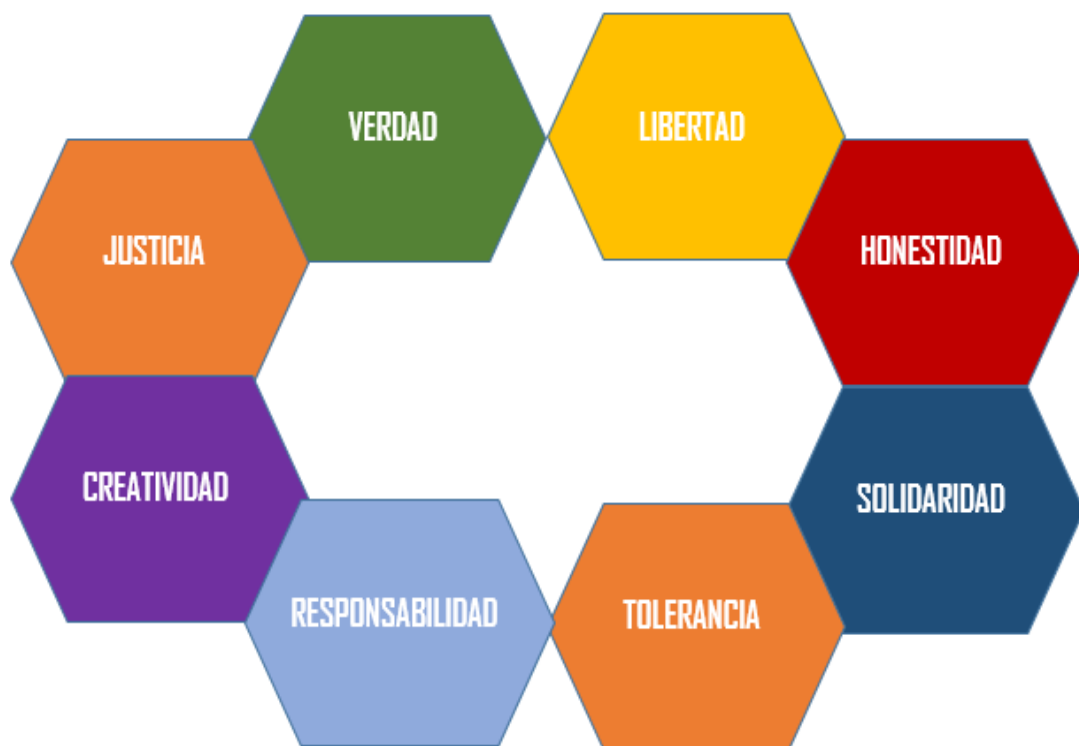 VERDAD
LIBERTAD
JUSTICIA
HONESTIDAD
CREATIVIDAD
SOLIDARIDAD
RESPONSABILIDAD
TOLERANCIA